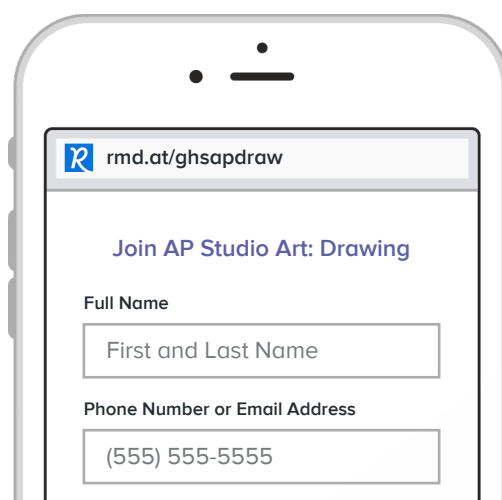 rmd.at/ghsapdraw
Join AP Studio Art: Drawing
Full Name
First and Last Name
Phone Number or Email Address
(555) 555-5555